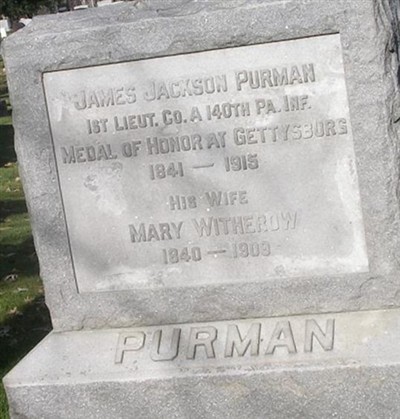 JAMES JACKSON PURMAN
1ST LIEUT. CO. A 140TH PA. INF.
MEDAL OF HONOR AT GETTYSBURG
1841 — 1915
HIS WIFE
MARY WITHEROW
1840 — 1909
PURMAN